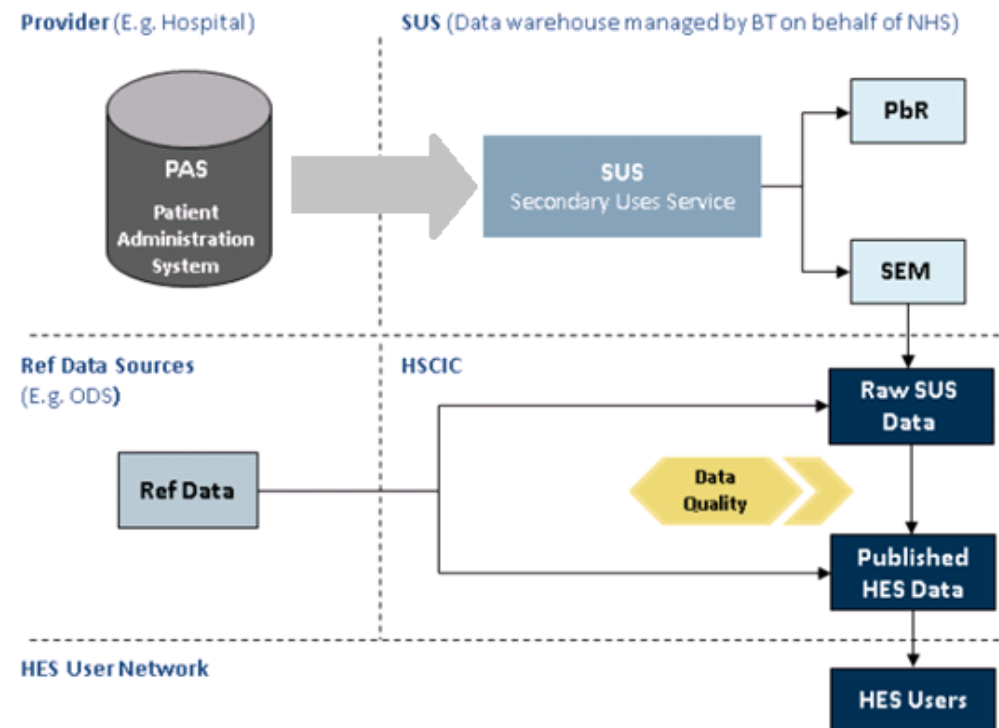 Provider (E.g. Hospital)
SUS (Data warehouse managed by BT on behalf of NHS)
PAS
Patient
Administration
System
SUS
Secondary Uses Service
PbR
SEM
Ref Data Sources
(E.g. ODS)
HSCIC
Ref Data
Raw SUS
Data
Data
Quality
Published
HES Data
HES User Network
HES Users